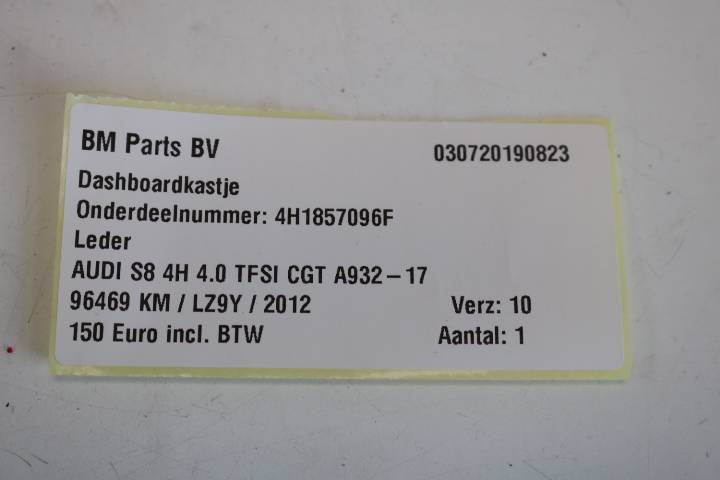 BM Parts BV 030720190823
Dashboardkastje
Onderdeelnummer: 4H1857096F
Leder
AUDI S8 4H 4.0 TFSI CGT A932-17
96469 KM / LZ9Y / 2012 Verz: 10
150 Euro incl. BTW Aantal: 1